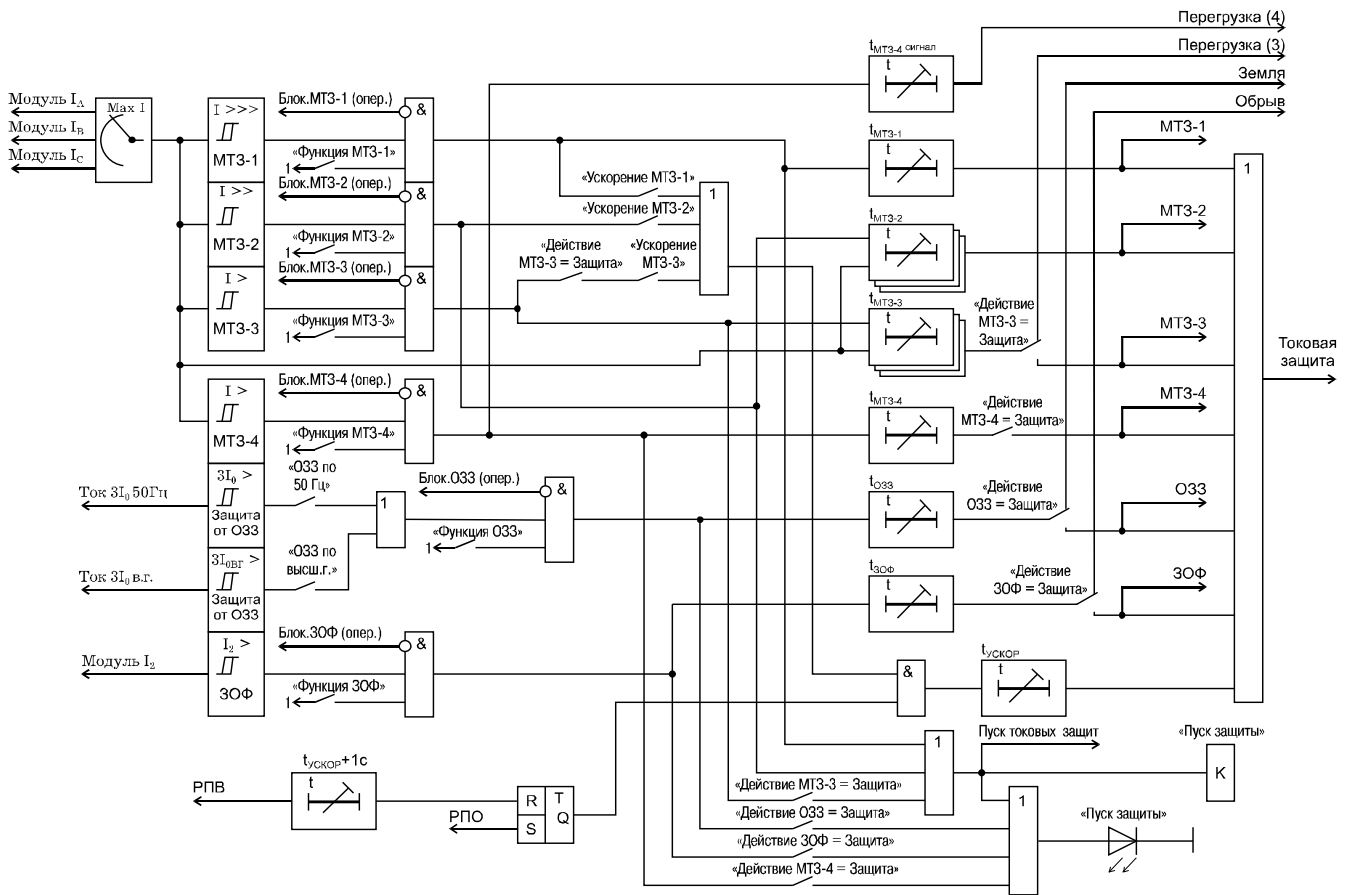 Перегрузка (4)
Перегрузка (3)
Земля
Обрыв
tМТЗ-4 сигнал
t
Модуль IA
Модуль IB
Модуль IC
Max I
I >>>
МТЗ-1
Блок.МТЗ-1 (опер.)
&
«Функция МТЗ-1»
1
tМТЗ-1
t
МТЗ-1
1
I >>
МТЗ-2
Блок.МТЗ-2 (опер.)
&
«Функция МТЗ-2»
1
«Ускорение МТЗ-1»
«Ускорение МТЗ-2»
1
tМТЗ-2
t
МТЗ-2
«Действие
МТЗ-3 = Защита»
«Ускорение
МТЗ-3»
I >
МТЗ-3
Блок.МТЗ-3 (опер.)
&
«Функция МТЗ-3»
1
tМТЗ-3
t
«Действие
МТЗ-3 =
Защита»
МТЗ-3
Токовая
защита
I >
МТЗ-4
Блок.МТЗ-4 (опер.)
&
«Функция МТЗ-4»
1
tМТЗ-4
t
«Действие
МТЗ-4 = Защита»
МТЗ-4
Ток 3I0 50Гц
3I0 >
Защита
от ОЗЗ
«ОЗЗ по
50 Гц»
1
Блок.ОЗЗ (опер.)
&
«Функция ОЗЗ»
1
tОЗЗ
t
«Действие
ОЗЗ = Защита»
ОЗЗ
Ток 3I0 в.г.
3I0ВГ >
Защита
от ОЗЗ
«ОЗЗ по
высш.г.»
tЗОФ
t
«Действие
ЗОФ = Защита»
ЗОФ
Модуль I2
I2 >
ЗОФ
Блок.ЗОФ (опер.)
&
«Функция ЗОФ»
1
&
tУСКОР
t
РПВ
tУСКОР+1с
t
РПО
R
S
T
Q
1
Пуск токовых защит
«Пуск защиты»
К
«Действие МТЗ-3 = Защита»
«Действие ОЗЗ = Защита»
«Действие ЗОФ = Защита»
«Действие МТЗ-4 = Защита»
1
«Пуск защиты»